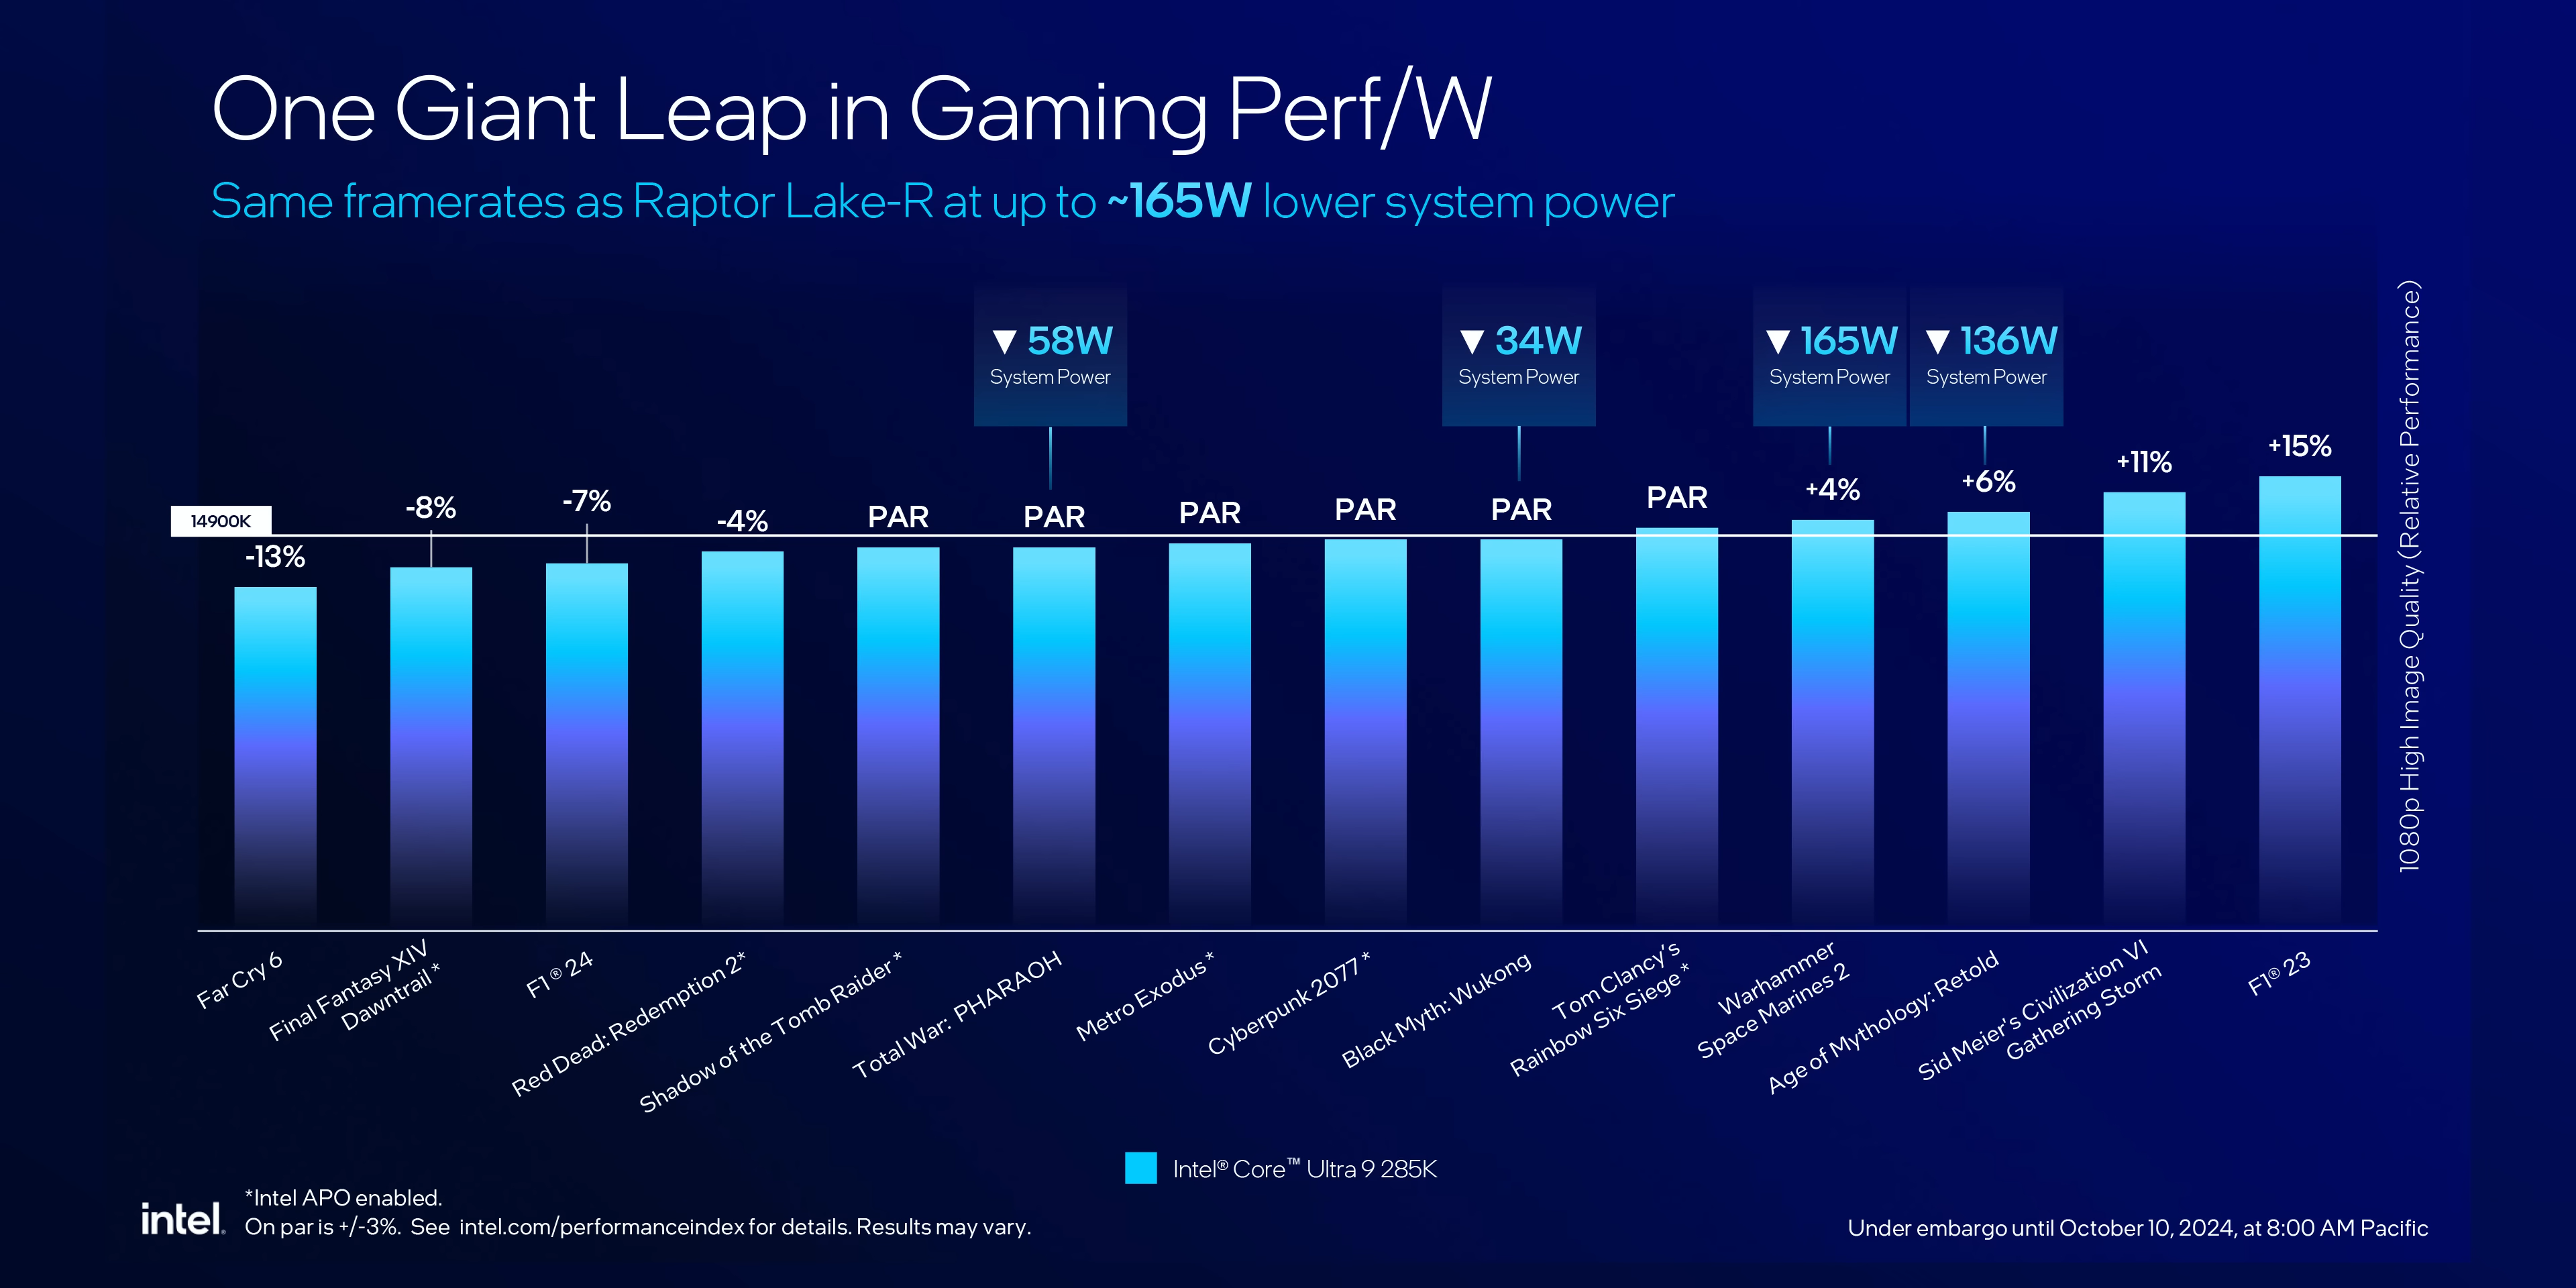 One Giant Leap in Gaming Perf/W
Same framerates as Raptor Lake-R at up to ~165W lower system power
▼ 58W
System Power
▼ 34W
System Power
▼ 165W
System Power
▼ 136W
System Power
14900K
-13%
-8%
-7%
-4%
PAR
PAR
PAR
PAR
PAR
PAR
+4%
+6%
+11%
+15%
1080p High Image Quality (Relative Performance)
Far Cry 6
Final Fantasy XIV
Dawntrail*
F1® 24
Red Dead: Redemption 2*
Shadow of the Tomb Raider*
Total War: PHARAOH
Metro Exodus*
Cyberpunk 2077*
Black Myth: Wukong
Tom Clancy's
Rainbow Six Siege*
Warhammer
Space Marines 2
Age of Mythology: Retold
Sid Meier's Civilization VI
Gathering Storm
F1® 23
Intel® Core™ Ultra 9 285K
intel.
*Intel APO enabled.
On par is +/-3%. See intel.com/performanceindex for details. Results may vary.
Under embargo until October 10, 2024, at 8:00 AM Pacific